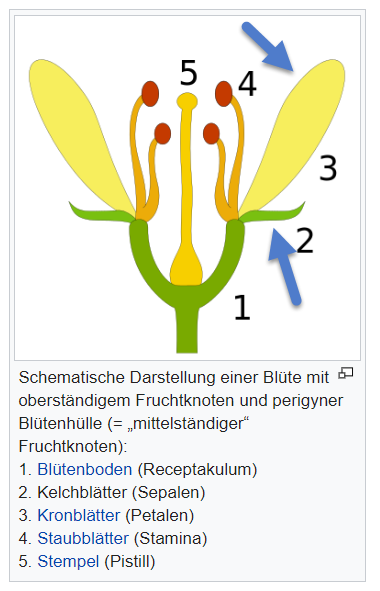 5
4
3
2
1
Schematische Darstellung einer Blüte mit
oberständigem Fruchtknoten und perigyner
Blütenhülle (= „mittelständiger“
Fruchtknoten):
1. Blütenboden (Receptakulum)
2. Kelchblätter (Sepalen)
3. Kronblätter (Petalen)
4. Staubblätter (Stamina)
5. Stempel (Pistill)